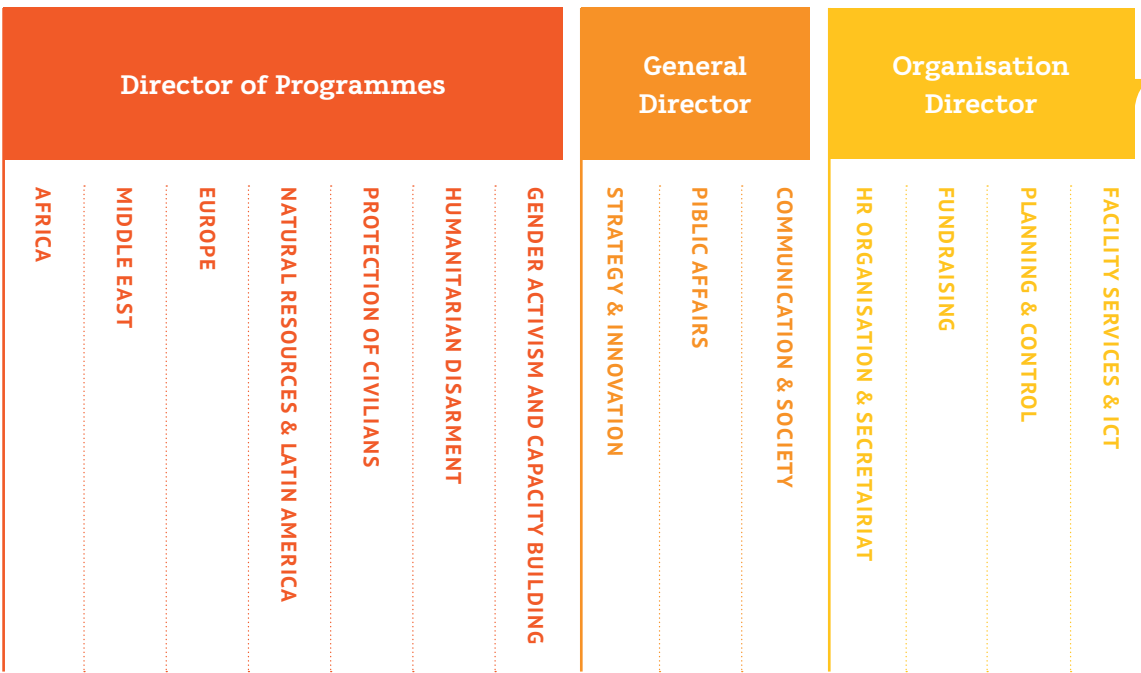 Director of Programmes
AFRICA
MIDDLE EAST
EUROPE
NATURAL RESOURCES & LATIN AMERICA
PROTECTION OF CIVILIANS
HUMANITARIAN DISARMENT
GENDER ACTIVISM AND CAPACITY BUILDING
General
Director
STRATEGY & INNOVATION
PIBLIC AFFAIRS
COMMUNICATION & SOCIETY
Organisation
Director
HR ORGANISATION & SECRETAIRIAT
FUNDRAISING
PLANNING & CONTROL
FACILITY SERVICES & ICT